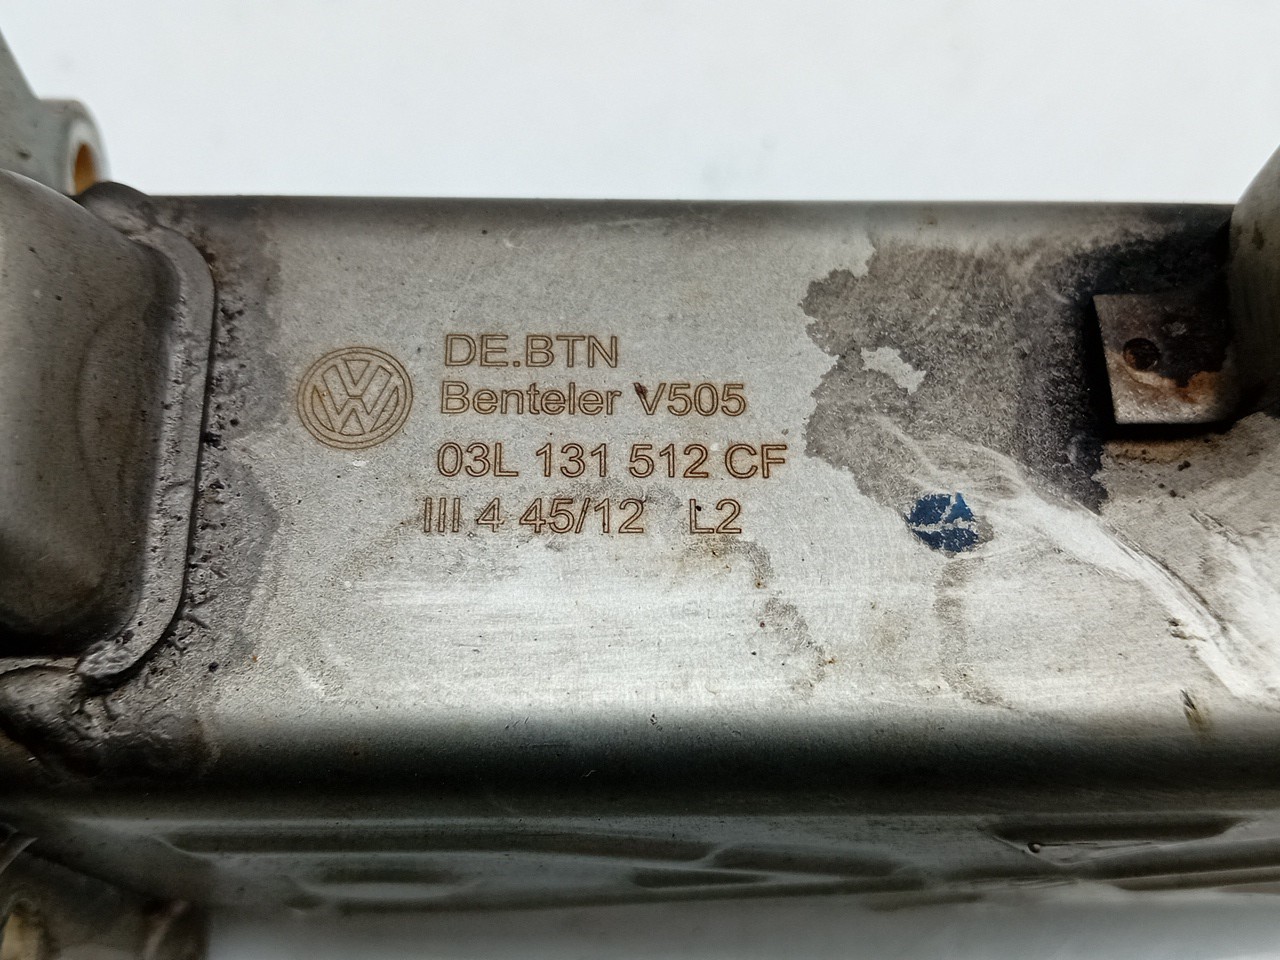 DE.BTN
Benteler V505
03L 131 512 CF
III 4 45/12 L2